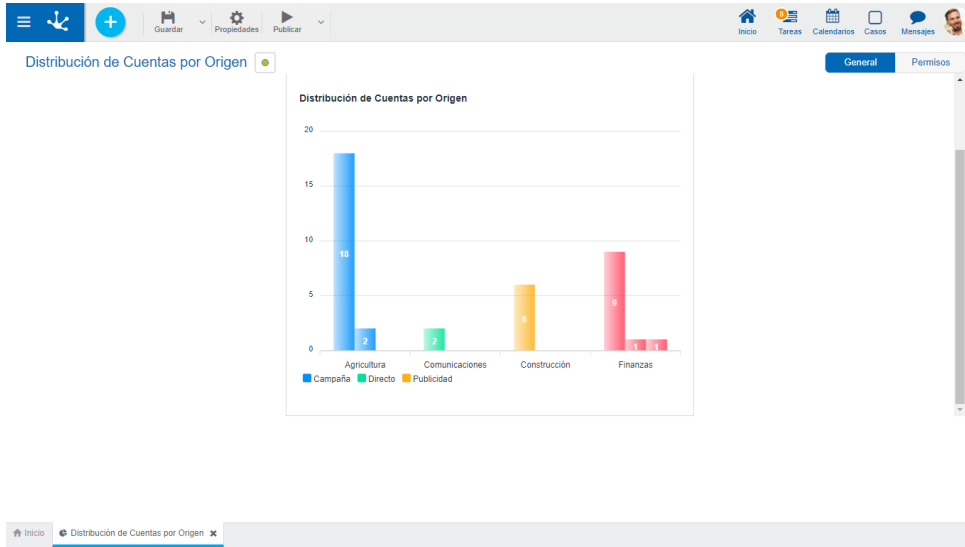 Guardar
Propiedades
Publicar
Inicio
8
Tareas
Calendarios
Casos
Mensajes
Distribución de Cuentas por Origen
General
Permisos
Distribución de Cuentas por Origen
20
15
10
5
0
18
2
2
6
9
1
1
Agricultura
Comunicaciones
Construcción
Finanzas
Campaña
Directo
Publicidad
Inicio
Distribución de Cuentas por Origen